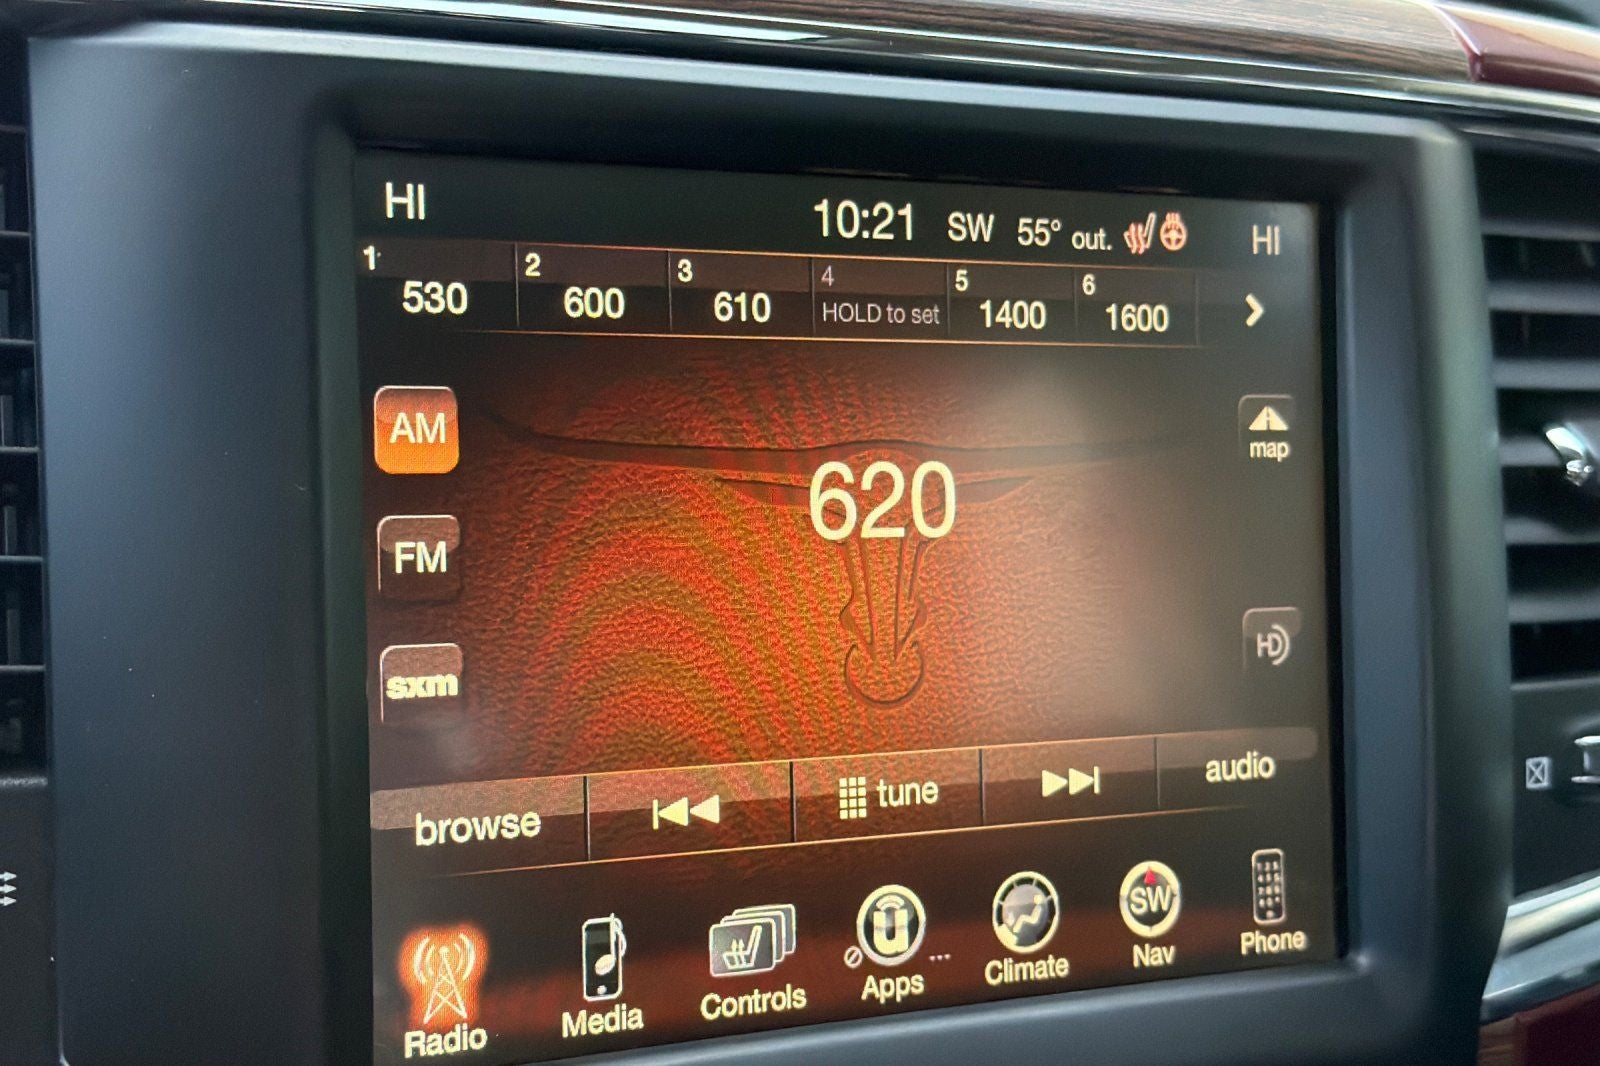 HI 10:21 SW 55° out. HI
1 2 3 4 5 6
530 600 610 HOLD to set 1400 1600
AM
620
map
FM
HD
sxm
browse tune audio
SW
Radio Media Controls Apps ... Climate Nav Phone